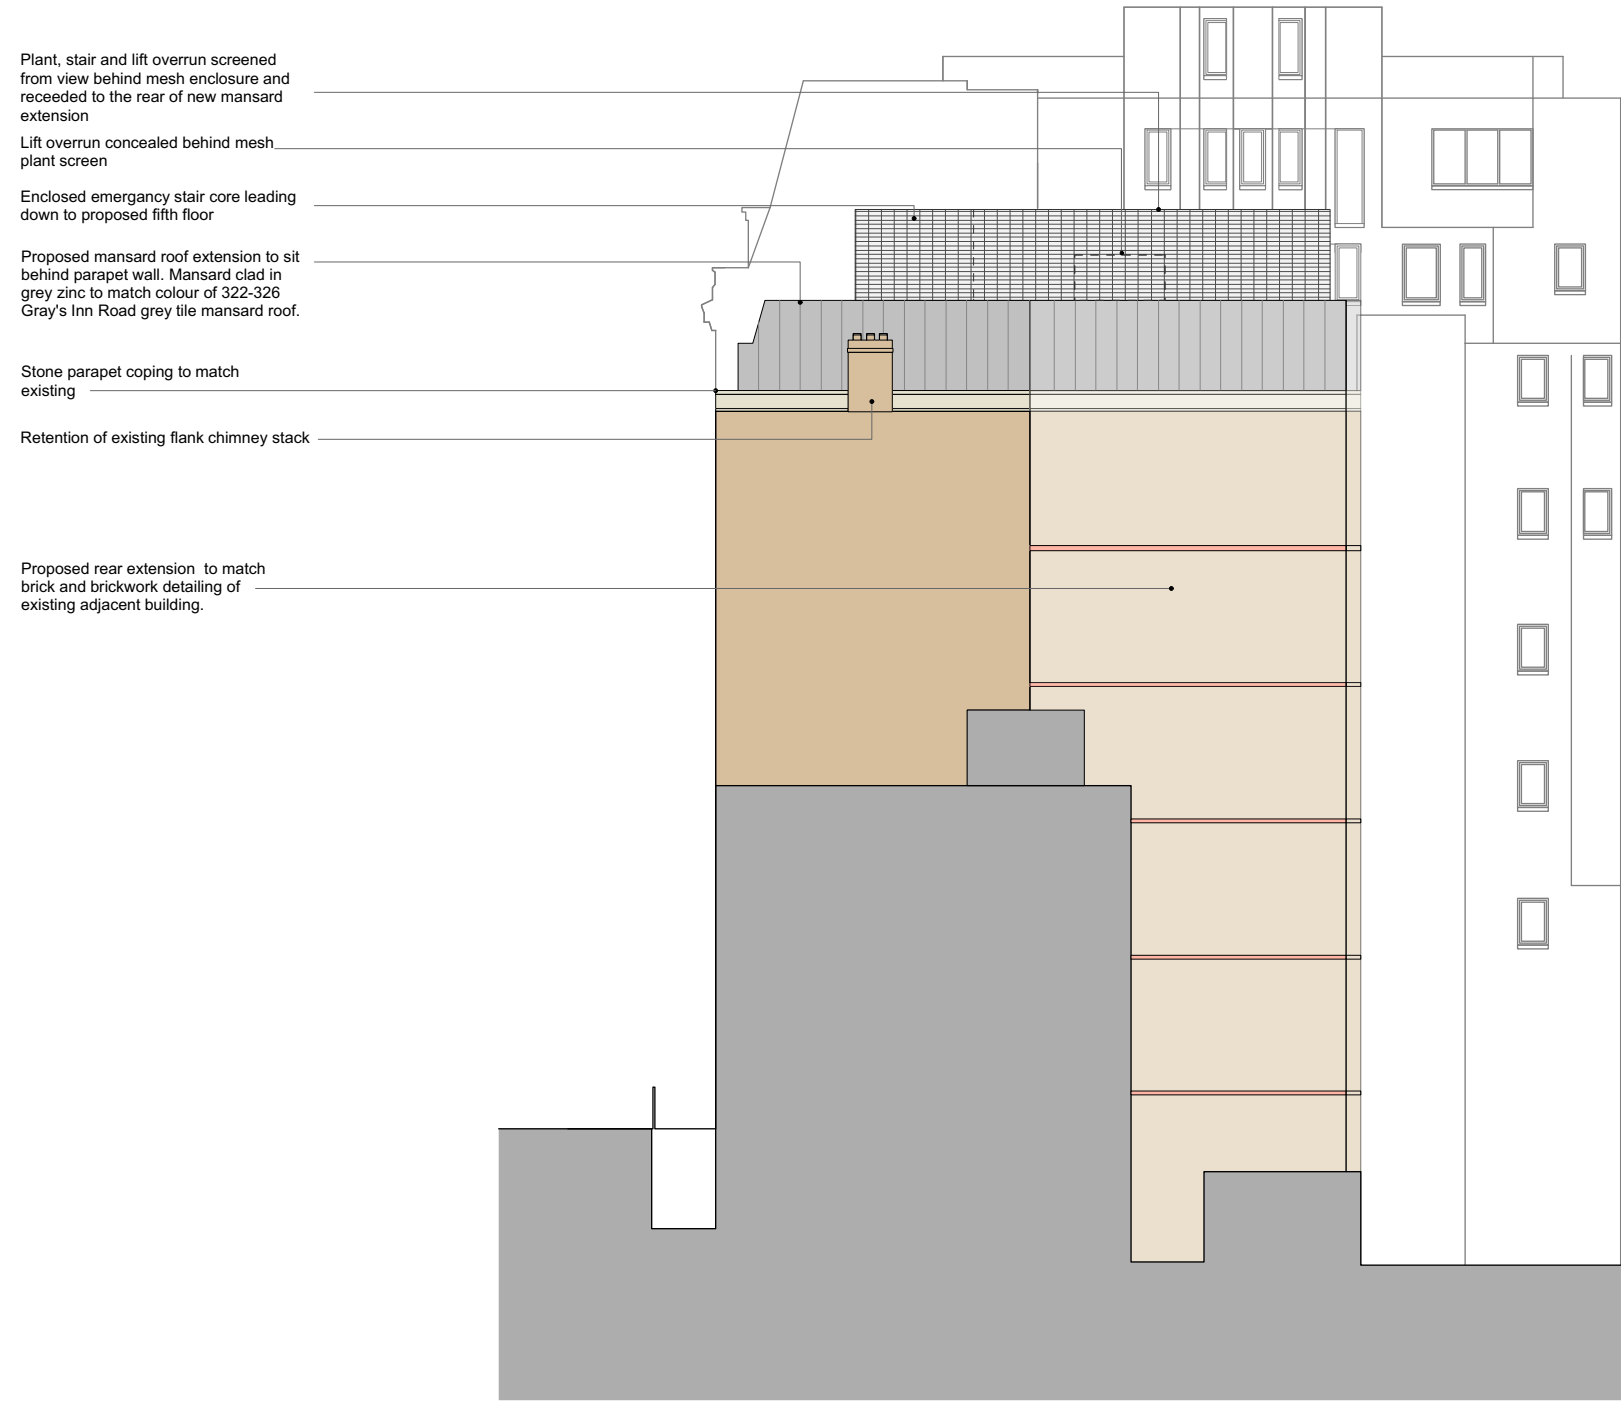 Plant, stair and lift overrun screened
from view behind mesh enclosure and
receeded to the rear of new mansard
extension
Lift overrun concealed behind mesh
plant screen
Enclosed emergancy stair core leading
down to proposed fifth floor
Proposed mansard roof extension to sit
behind parapet wall. Mansard clad in
grey zinc to match colour of 322-326
Gray's Inn Road grey tile mansard roof.
Stone parapet coping to match
existing
Retention of existing flank chimney stack
Proposed rear extension to match
brick and brickwork detailing of
existing adjacent building.